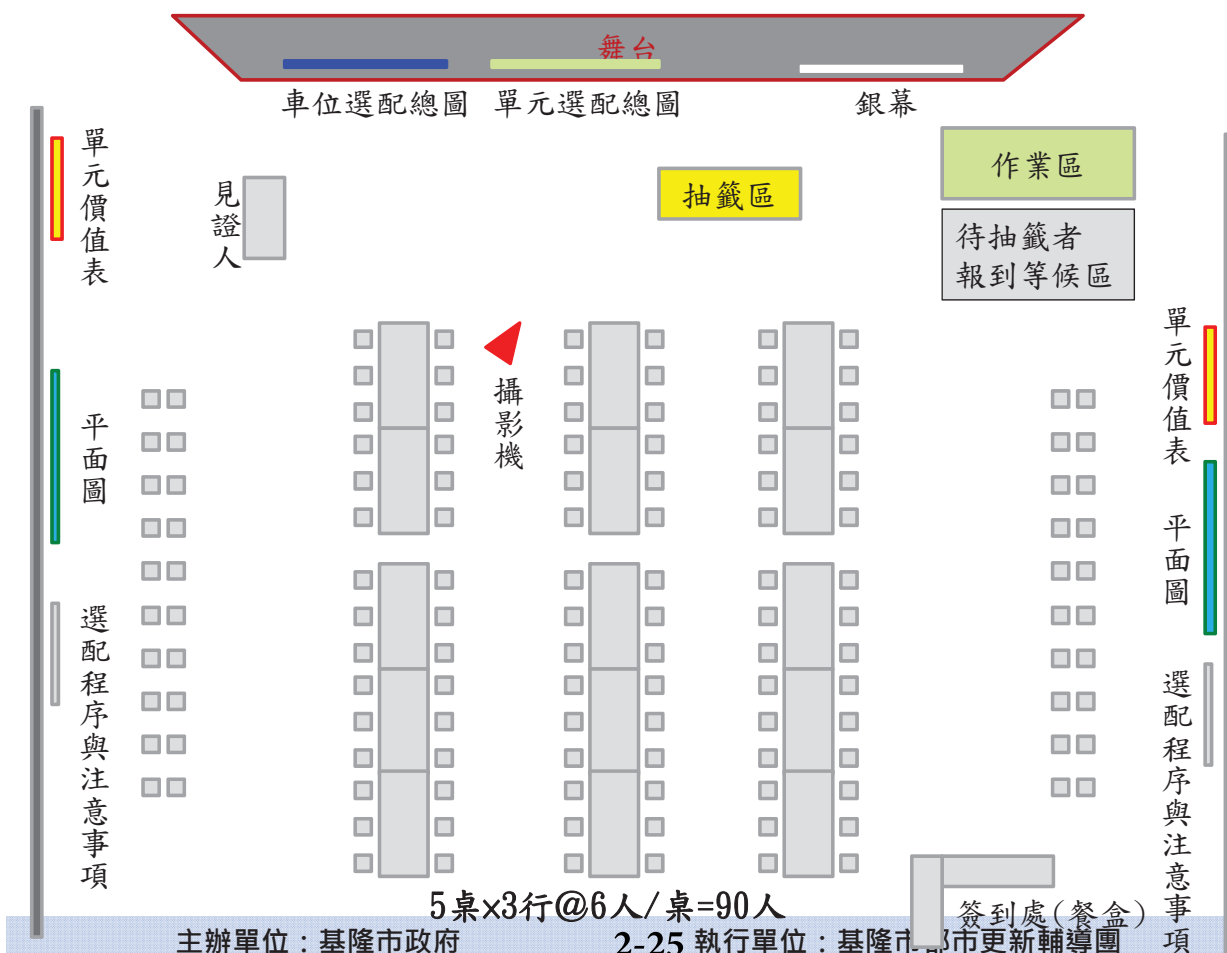 舞台
車位選配總圖
單元選配總圖
銀幕
單元價值表
見證人
抽籤區
作業區
待抽籤者
報到等候區
攝影機
平面圖
選配程序與注意事項
單元價值表
平面圖
選配程序與注意事項
5桌x3行@6人/桌=90人
簽到處(餐盒)
主辦單位：基隆市政府
2-25
執行單位：基隆市都市更新輔導團